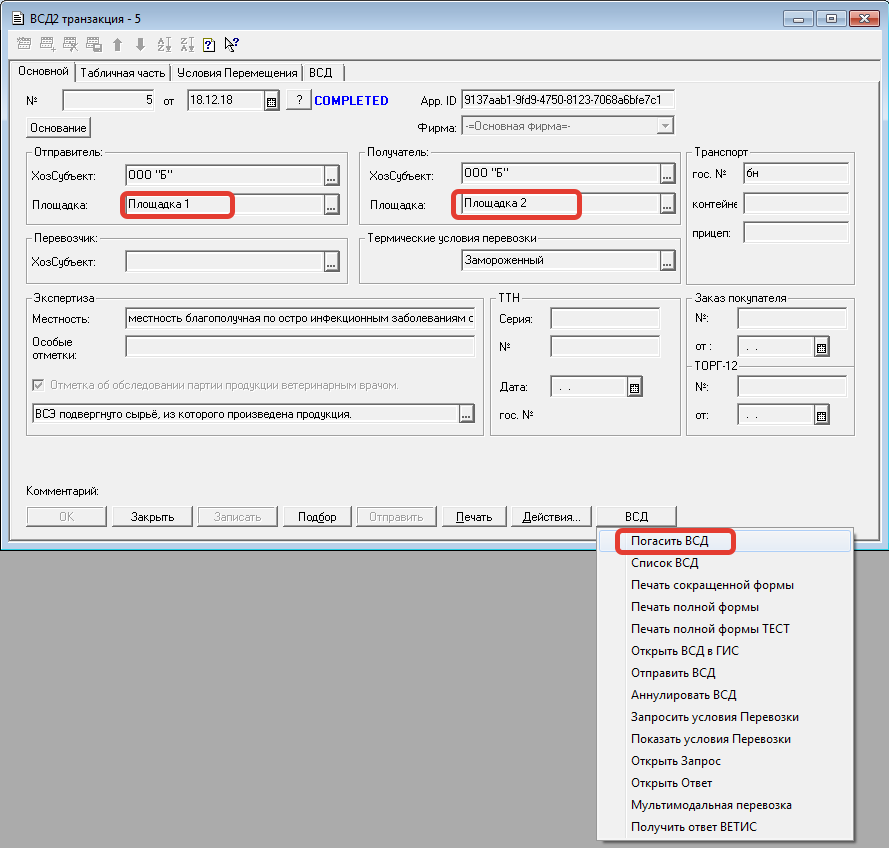 ВСД2 транзакция - 5
Основной Табличная часть Условия Перемещения ВСД
№ 5 от 18.12.18 ? COMPLETED App. ID 9137aab1-9fd9-4750-8123-7068a6bfe7c1
Основание Фирма: -=Основная фирма=-
Отправитель: Получатель: Транспорт
ХозСубъект: ООО "Б" ... ХозСубъект: ООО "Б" ... гос. № бн
Площадка: Площадка 1 ... Площадка: Площадка 2 ... контейне
прицеп:
Перевозчик: Термические условия перевозки
ХозСубъект: ... Замороженный ...
Экспертиза ТТН Заказ покупателя
Местность: местность благополучная по остро инфекционным заболеваниям с Серия: №:
Особые отметки: № от : . .
ТОРГ-12
Отметка об обследовании партии продукции ветеринарным врачом. Дата: . . №:
ВСЭ подвергнуто сырьё, из которого произведена продукция. ... гос. № от: . .
Комментарий:
OK Закрыть Записать Подбор Отправить Печать Действия... ВСД
Погасить ВСД
Список ВСД
Печать сокращенной формы
Печать полной формы
Печать полной формы ТЕСТ
Открыть ВСД в ГИС
Отправить ВСД
Аннулировать ВСД
Запросить условия Перевозки
Показать условия Перевозки
Открыть Запрос
Открыть Ответ
Мультимодальная перевозка
Получить ответ ВЕТИС